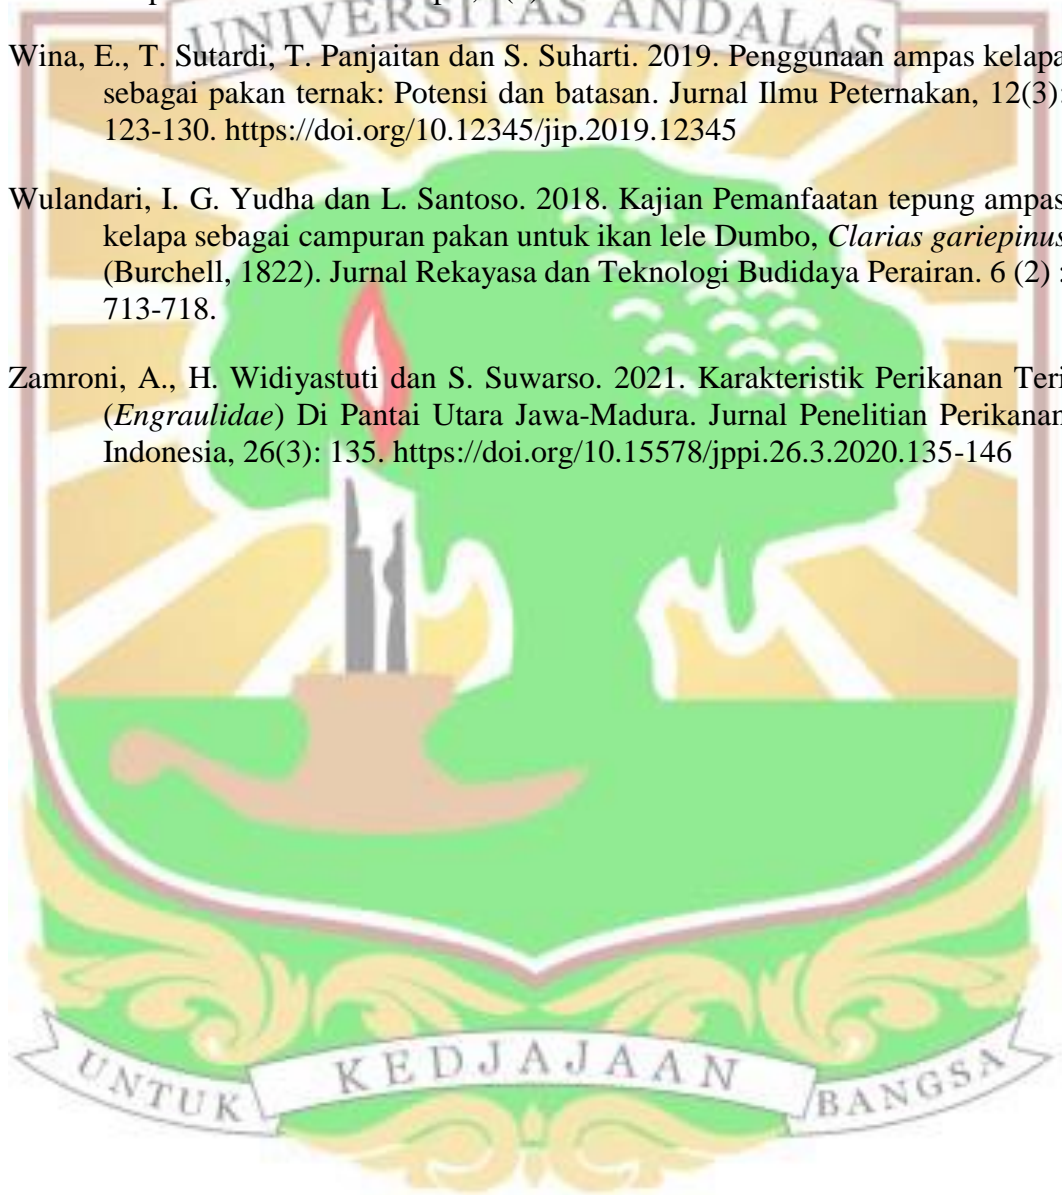 UNIVERSITAS ANDALAS
Wina, E., T. Sutardi, T. Panjaitan dan S. Suharti. 2019. Penggunaan ampas kelapa
sebagai pakan ternak: Potensi dan batasan. Jurnal Ilmu Peternakan, 12(3):
123-130. https://doi.org/10.12345/jip.2019.12345
Wulandari, I. G. Yudha dan L. Santoso. 2018. Kajian Pemanfaatan tepung ampas
kelapa sebagai campuran pakan untuk ikan lele Dumbo, Clarias gariepinus
(Burchell, 1822). Jurnal Rekayasa dan Teknologi Budidaya Perairan. 6 (2) :
713-718.
Zamroni, A., H. Widiyastuti dan S. Suwarso. 2021. Karakteristik Perikanan Teri
(Engraulidae) Di Pantai Utara Jawa-Madura. Jurnal Penelitian Perikanan
Indonesia, 26(3): 135. https://doi.org/10.15578/jppi.26.3.2020.135-146
UNTUK KEDJAJAAN BANGSA